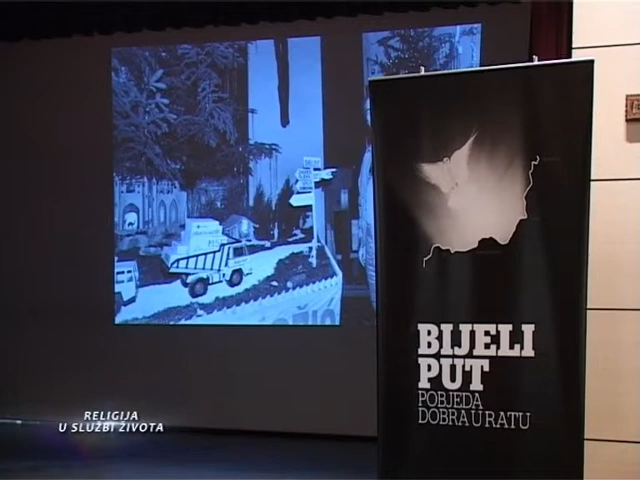 BIJELI
PUT
POBJEDA
DOBRA U RATU
RELIGIJA
U SLUŽBI ŽIVOTA